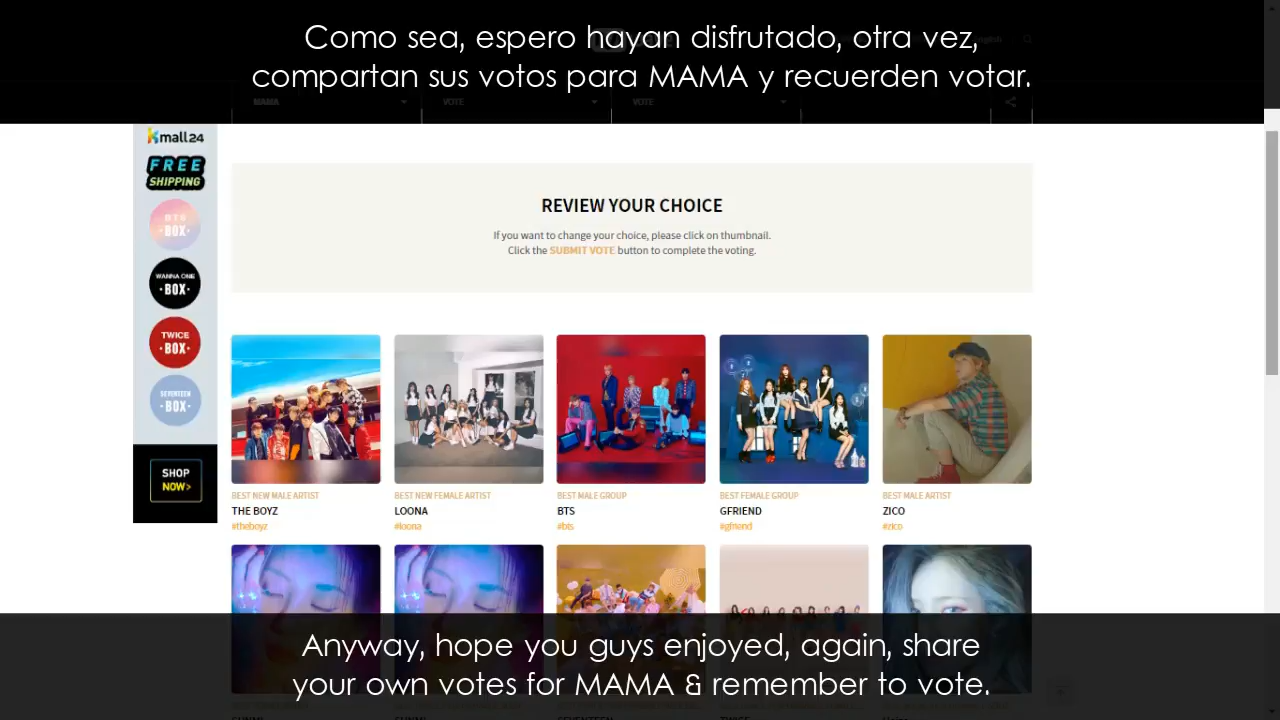 Como sea, espero hayan disfrutado, otra vez,
compartan sus votos para MAMA y recuerden votar.
MAMA
VOTE
VOTE
Kmall24
FREE
SHIPPING
BTS
·BOX·
WANNA ONE
·BOX·
TWICE
·BOX·
SEVENTEEN
·BOX·
SHOP
NOW>
REVIEW YOUR CHOICE
If you want to change your choice, please click on thumbnail.
Click the SUBMIT VOTE button to complete the voting.
BEST NEW MALE ARTIST
THE BOYZ
#theboyz
BEST NEW FEMALE ARTIST
LOONA
#loona
BEST MALE GROUP
BTS
#bts
BEST FEMALE GROUP
GFRIEND
#gfriend
BEST MALE ARTIST
ZICO
#zico
Anyway, hope you guys enjoyed, again, share
your own votes for MAMA & remember to vote.